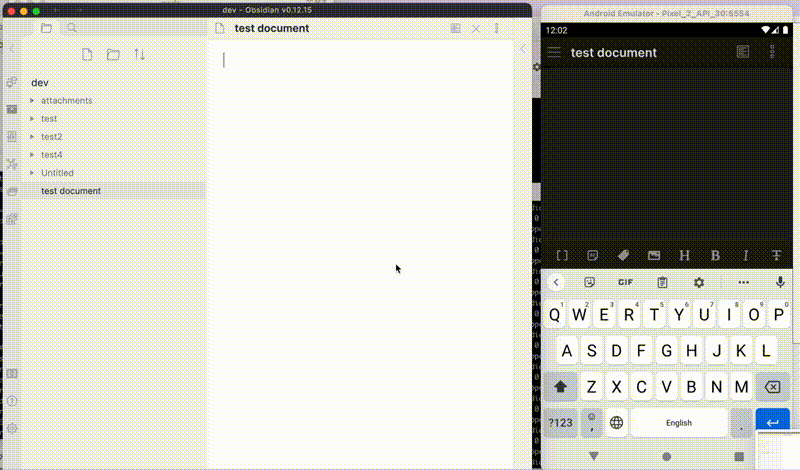 dev - Obsidian v0.12.15
test document
dev
attachments
test
test2
test4
Untitled
test document
Android Emulator - Pixel_2_API_30:5554
12:02
test document
H B I T
GIF
1 2 3 4 5 6 7 8 9 0
Q W E R T Y U I O P
A S D F G H J K L
Z X C V B N M
?123 , English .